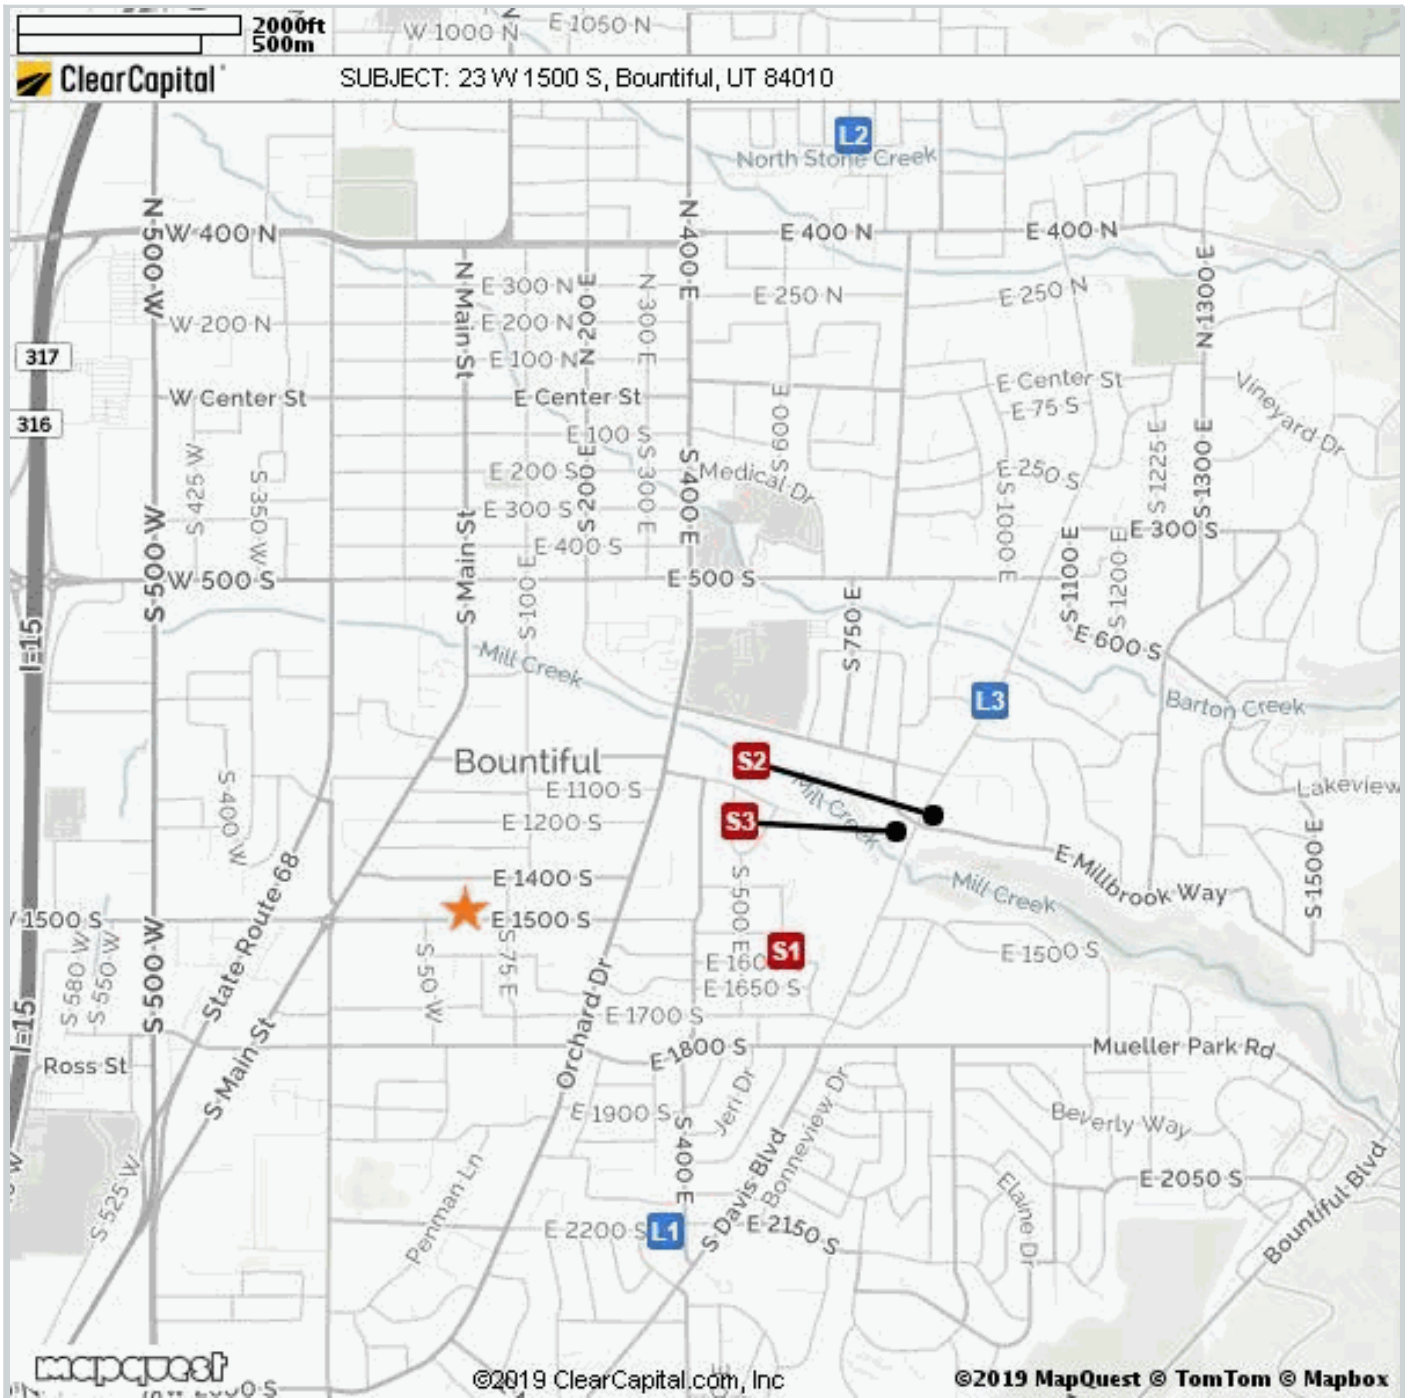 2000ft
500m
W 1000 N
E 1050 N
N
ClearCapital
SUBJECT: 23 W 1500 S, Bountiful, UT 84010
L2
North Stone Creek
N 500 W
W 400 N
N 400 E
E 400 N
E 400 N
N Main St
E 300 N
N 200 E
N 300 E
E 250 N
E 250 N
N 1300 E
W 200 N
E 200 N
317
E 100 N
E Center St
Vineyard Dr
W Center St
E Center St
S 600 E
E 75 S
316
E 100 S
S 425 W
S 350 W
E 200 S
S 200 E
S 300 E
S 400 E
Medical Dr
E 250 S
S 1000 E
S 1225 E
S 1300 E
S 500 W
S Main St
E 300 S
E 300 S
E 400 S
S 1100 E
S 1200 E
W 500 S
S 100 E
E 500 S
S 750 E
I-15
E 600 S
Mill Creek
L3
Barton Creek
Bountiful
S2
S 400 W
E 1100 S
Mill Creek
Lakeview
E 1200 S
S3
S 1500 E
State Route 68
E 1400 S
S 500 E
E Millbrook Way
Mill Creek
1500 S
E 1500 S
S 580 W
S 550 W
S 500 W
S 50 W
S 75 E
E 160
S1
E 1500 S
E 1650 S
I-15
E 1700 S
Ross St
S Main St
Orchard Dr
E 1800 S
Mueller Park Rd
E 1900 S
Jeri Dr
Bonneview Dr
Beverly Way
S 400 E
S 525 W
Penman Ln
S Davis Blvd
Elaine Dr
E 2050 S
Bountiful Blvd
E 2200 S
L1
E 2150 S
mapquest
©2019 ClearCapital.com, Inc
©2019 MapQuest © TomTom © Mapbox